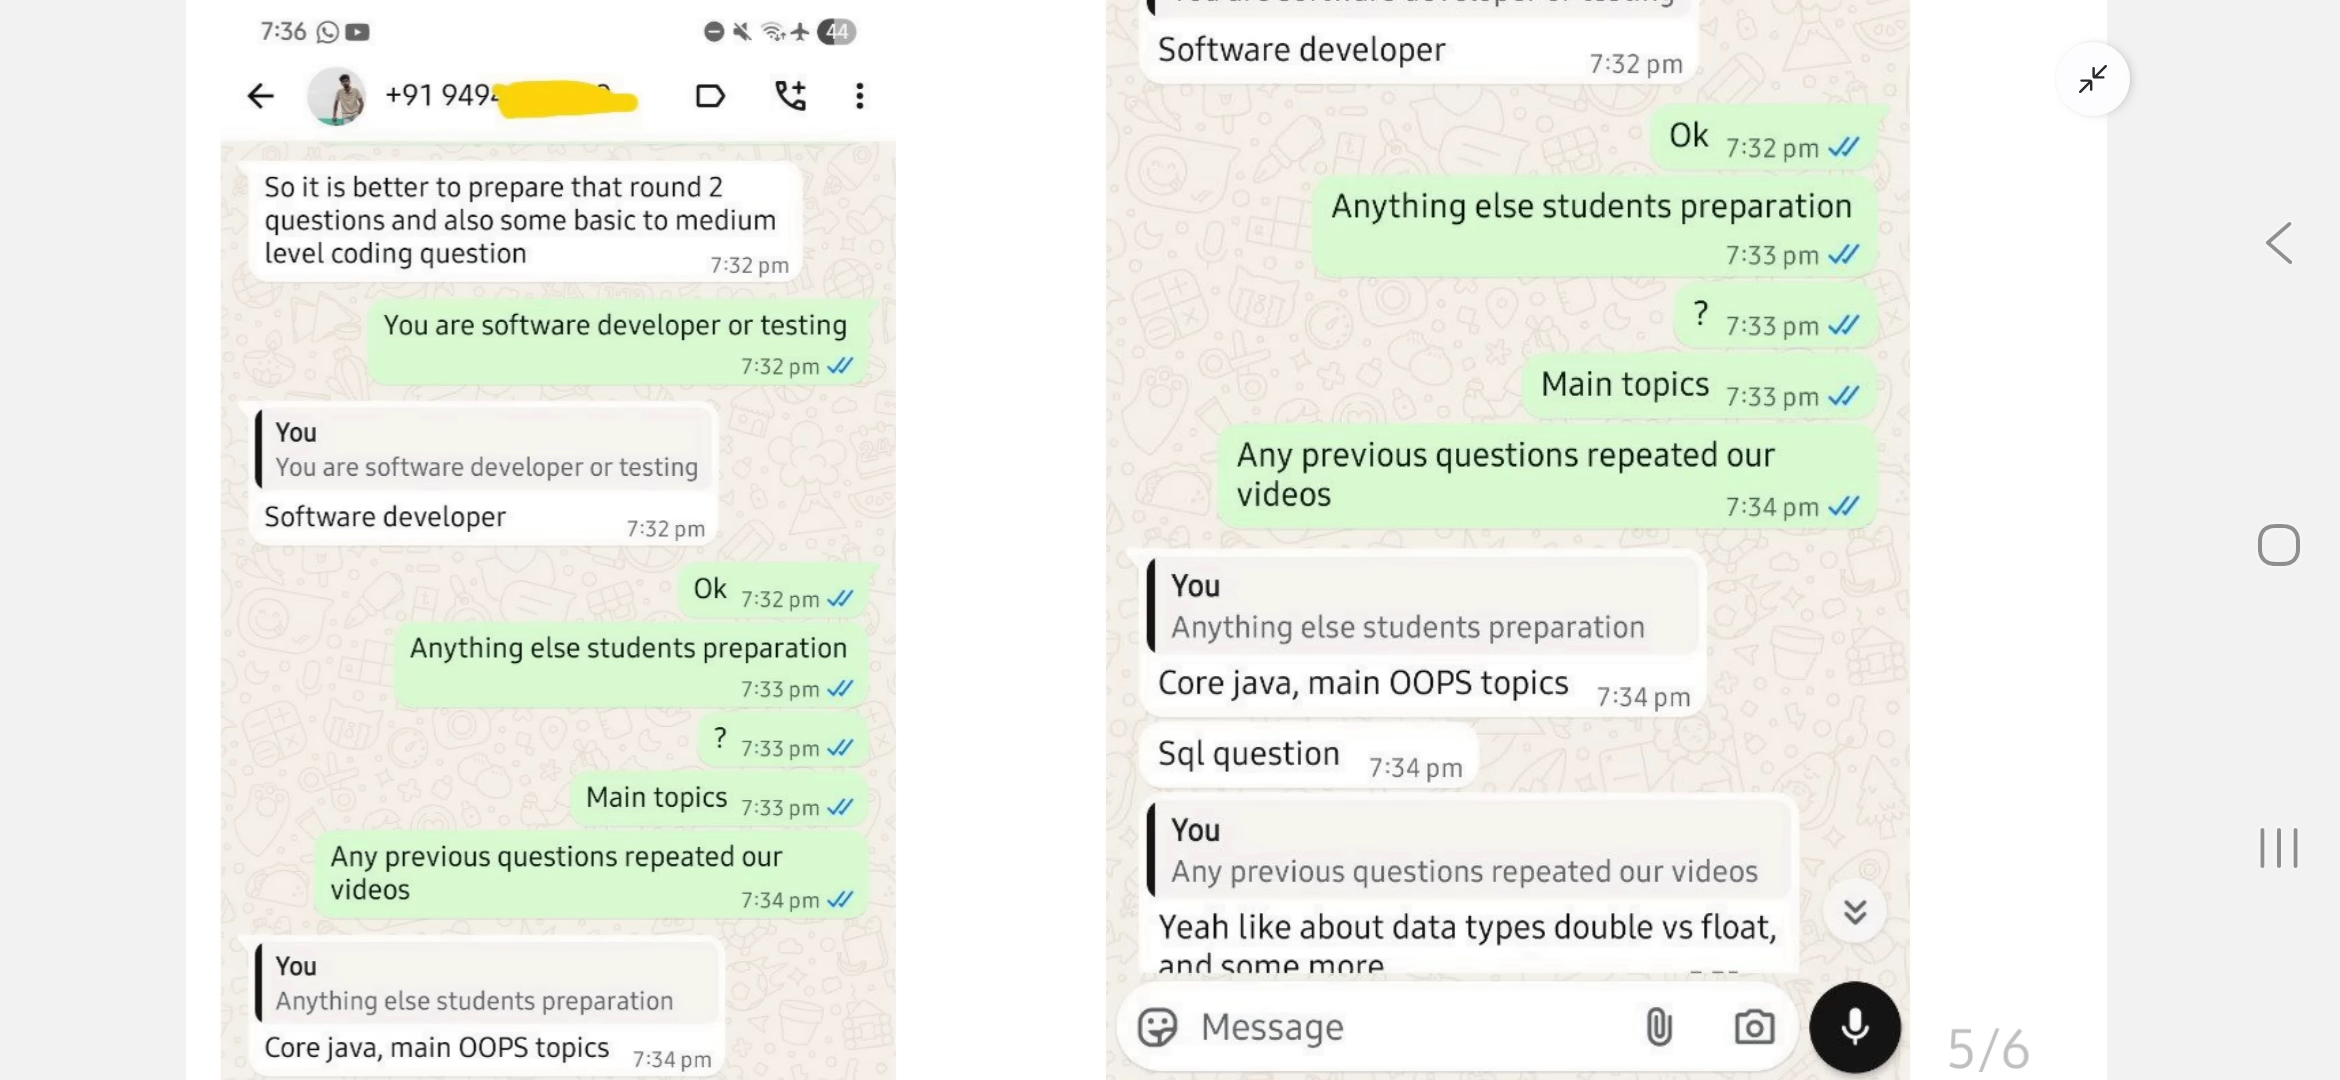 7:36
44
+91 949
So it is better to prepare that round 2
questions and also some basic to medium
level coding question
7:32 pm
You are software developer or testing
7:32 pm
You
You are software developer or testing
Software developer
7:32 pm
Ok 7:32 pm
Anything else students preparation
7:33 pm
? 7:33 pm
Main topics 7:33 pm
Any previous questions repeated our
videos
7:34 pm
You
Anything else students preparation
Core java, main OOPS topics 7:34 pm
Software developer
7:32 pm
Ok 7:32 pm
Anything else students preparation
7:33 pm
? 7:33 pm
Main topics 7:33 pm
Any previous questions repeated our
videos
7:34 pm
You
Anything else students preparation
Core java, main OOPS topics 7:34 pm
Sql question 7:34 pm
You
Any previous questions repeated our videos
Yeah like about data types double vs float,
and some more
Message
5/6